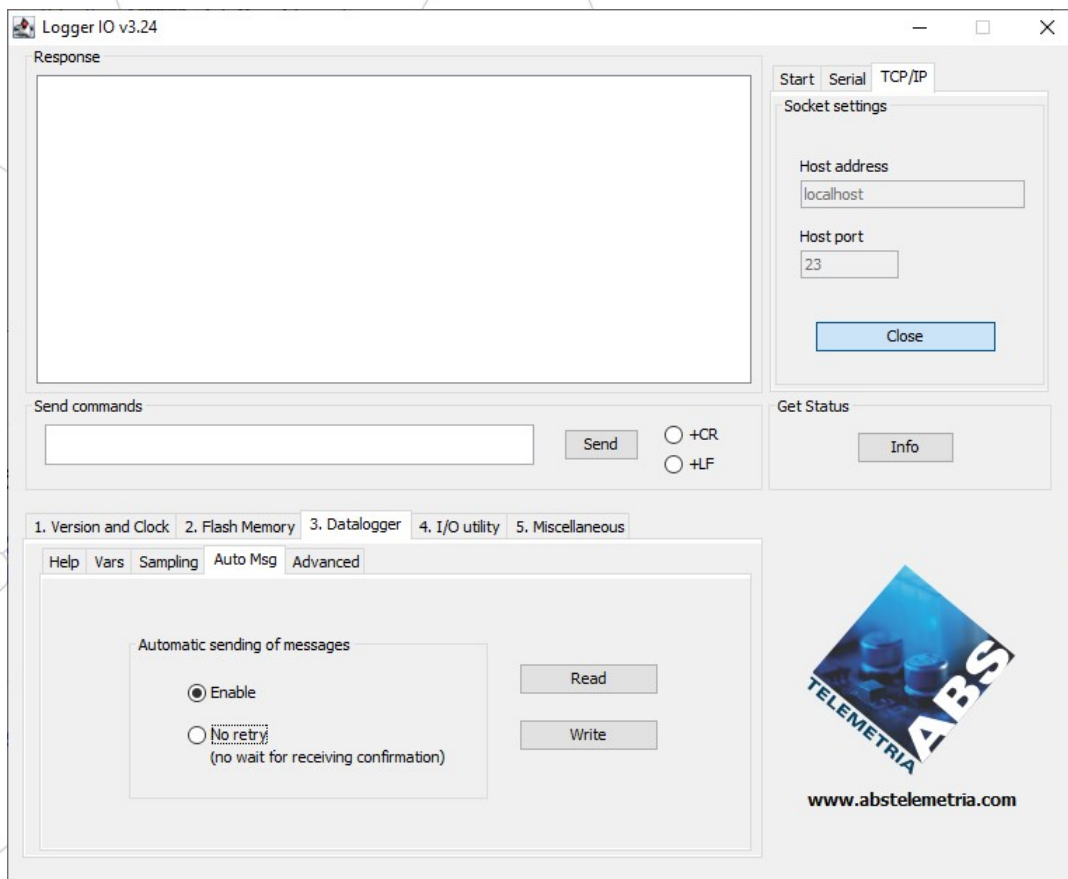 Logger IO v3.24
Response
Start Serial TCP/IP
Socket settings
Host address
localhost
Host port
23
Close
Send commands
Send
+CR
+LF
Get Status
Info
1. Version and Clock 2. Flash Memory 3. Datalogger 4. I/O utility 5. Miscellaneous
Help Vars Sampling Auto Msg Advanced
Automatic sending of messages
Enable
No retry
(no wait for receiving confirmation)
Read
Write
TELEMETRIA
ABS
www.abstelemetria.com